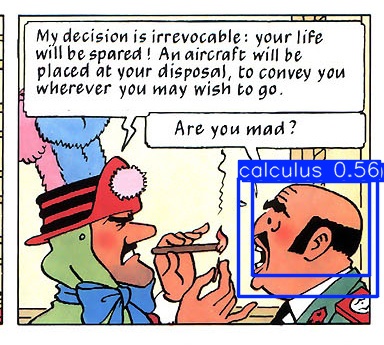 My decision is irrevocable: your life
will be spared! An aircraft will be
placed at your disposal, to convey you
wherever you may wish to go.
Are you mad?
calculus 0.56